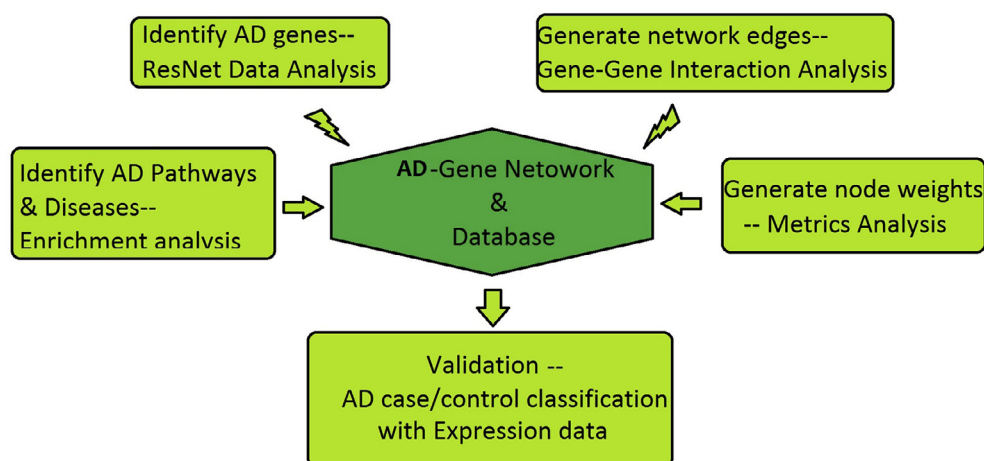 Identify AD genes--
ResNet Data Analysis
Generate network edges--
Gene-Gene Interaction Analysis
Identify AD Pathways
& Diseases--
Enrichment analysis
AD-Gene Netowork
&
Database
Generate node weights
-- Metrics Analysis
Validation --
AD case/control classification
with Expression data